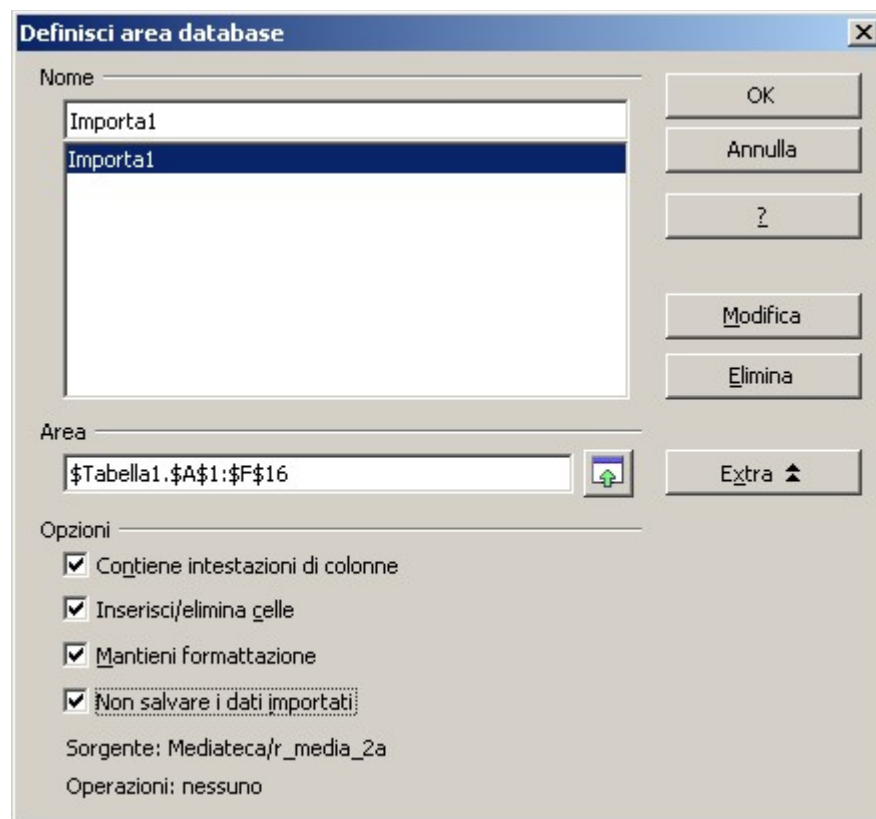 Definisci area database
Nome
Importa1
Importa1
OK
Annulla
?
Modifica
Elimina
Area
$Tabella1.$A$1:$F$16
Extra
Opzioni
Contiene intestazioni di colonne
Inserisci/elimina celle
Mantieni formattazione
Non salvare i dati importati
Sorgente: Mediateca/r_media_2a
Operazioni: nessuno